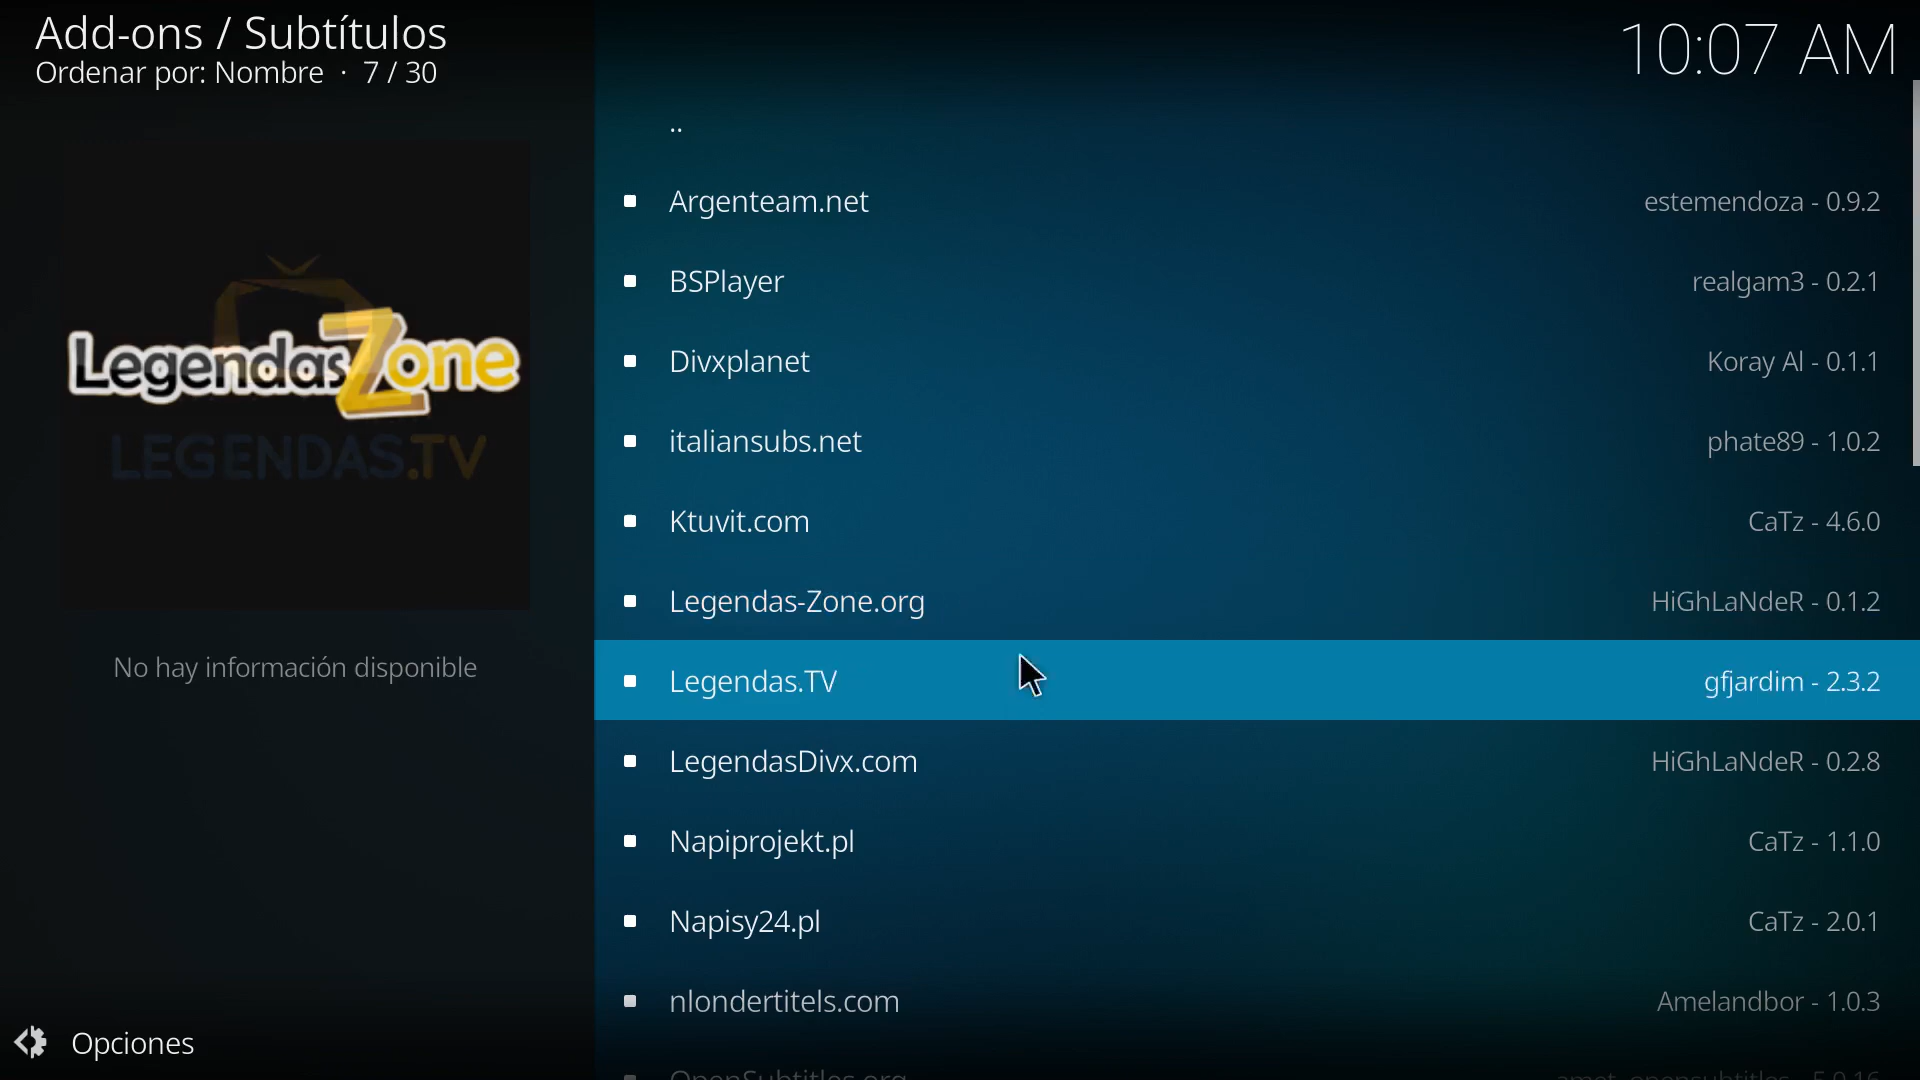 Add-ons / Subtítulos
Ordenar por: Nombre · 7 / 30
10:07 AM
LegendasZone
LEGENDAS.TV
No hay información disponible
..
Argenteam.net estemendoza - 0.9.2
BSPlayer realgam3 - 0.2.1
Divxplanet Koray Al - 0.1.1
italiansubs.net phate89 - 1.0.2
Ktuvit.com CaTz - 4.6.0
Legendas-Zone.org HiGhLaNdeR - 0.1.2
Legendas.TV gfjardim - 2.3.2
LegendasDivx.com HiGhLaNdeR - 0.2.8
Napiprojekt.pl CaTz - 1.1.0
Napisy24.pl CaTz - 2.0.1
nlondertitels.com Amelandbor - 1.0.3
OpenSubtitles.org
Opciones